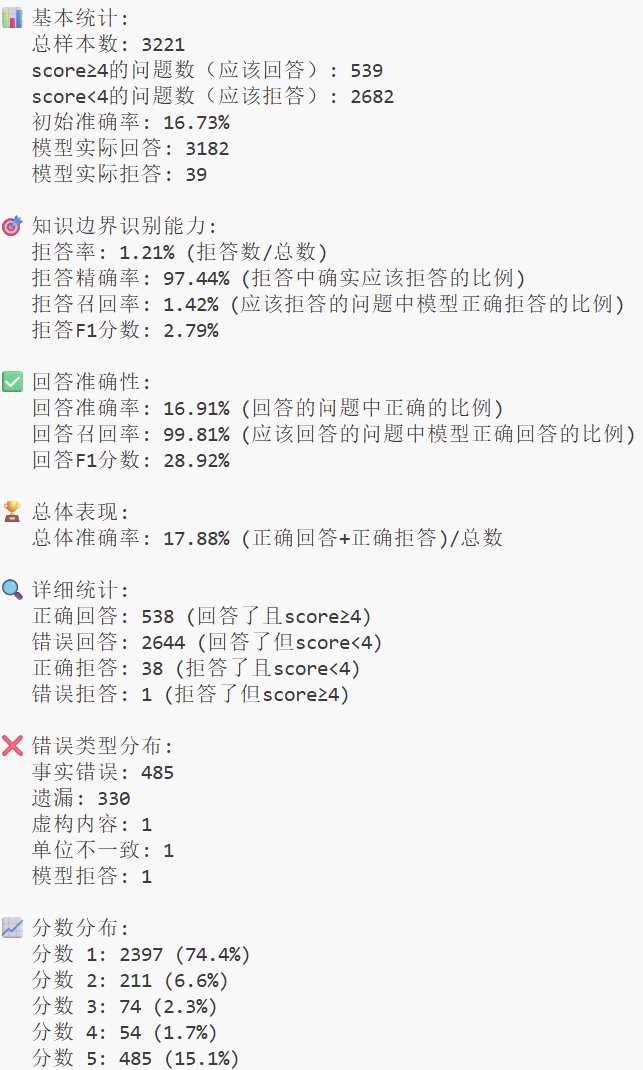 📊 基本统计:
总样本数: 3221
score≥4的问题数（应该回答）: 539
score<4的问题数（应该拒答）: 2682
初始准确率: 16.73%
模型实际回答: 3182
模型实际拒答: 39
🎯 知识边界识别能力:
拒答率: 1.21% (拒答数/总数)
拒答精确率: 97.44% (拒答中确实应该拒答的比例)
拒答召回率: 1.42% (应该拒答的问题中模型正确拒答的比例)
拒答F1分数: 2.79%
✅ 回答准确性:
回答准确率: 16.91% (回答的问题中正确的比例)
回答召回率: 99.81% (应该回答的问题中模型正确回答的比例)
回答F1分数: 28.92%
🏆 总体表现:
总体准确率: 17.88% (正确回答+正确拒答)/总数
🔍 详细统计:
正确回答: 538 (回答了且score≥4)
错误回答: 2644 (回答了但score<4)
正确拒答: 38 (拒答了且score<4)
错误拒答: 1 (拒答了但score≥4)
❌ 错误类型分布:
事实错误: 485
遗漏: 330
虚构内容: 1
单位不一致: 1
模型拒答: 1
📈 分数分布:
分数 1: 2397 (74.4%)
分数 2: 211 (6.6%)
分数 3: 74 (2.3%)
分数 4: 54 (1.7%)
分数 5: 485 (15.1%)